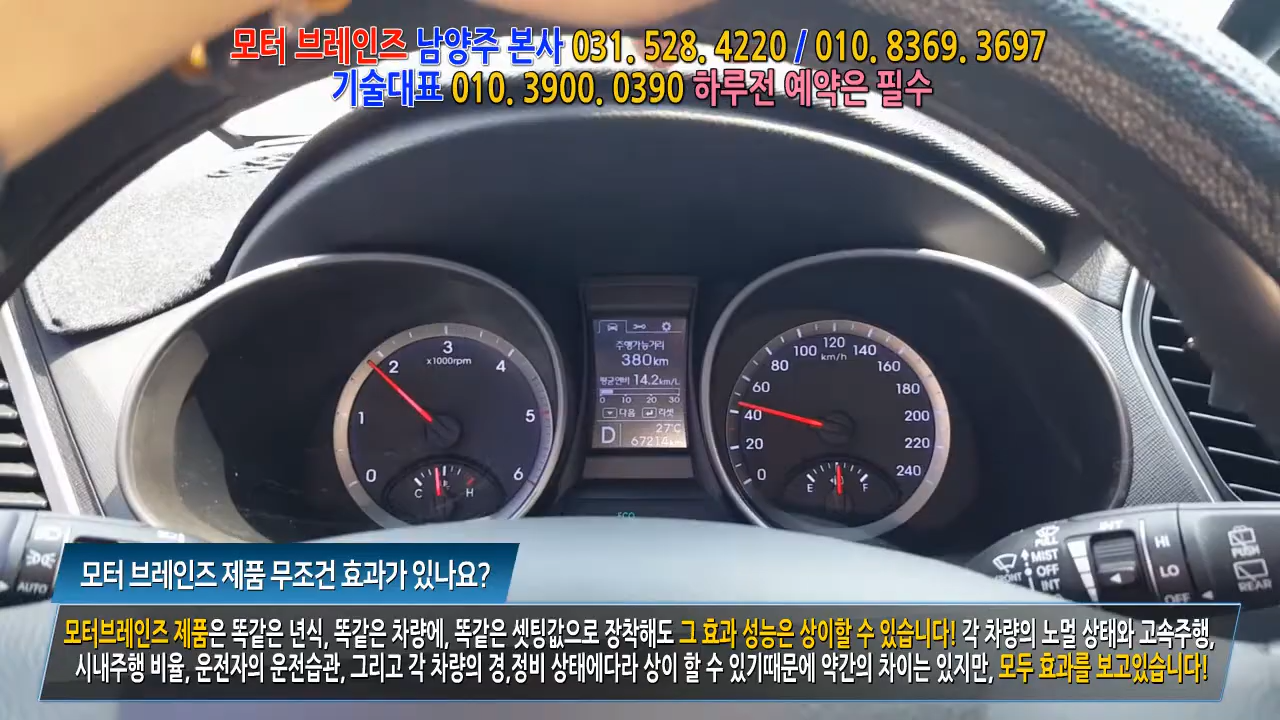 모터 브레인즈 남양주 본사 031. 528. 4220 / 010. 8369. 3697
기술대표 010. 3900. 0390 하루전 예약은 필수
주행가능거리
380km
평균연비 14.2km/L
0 10 20 30
다음 리셋
D 27℃
67214km
0 1 2 3 4 5 6
x1000rpm
C H
0 20 40 60 80 100 120 140 160 180 200 220 240
km/h
E F
ECO
AUTO
PULL
MIST
OFF
INT
FRONT
INT
HI
LO
OFF
PUSH
REAR
모터 브레인즈 제품 무조건 효과가 있나요?
모터브레인즈 제품은 똑같은 년식, 똑같은 차량에, 똑같은 셋팅값으로 장착해도 그 효과 성능은 상이할 수 있습니다! 각 차량의 노멀 상태와 고속주행,
시내주행 비율, 운전자의 운전습관, 그리고 각 차량의 경,정비 상태에다라 상이 할 수 있기때문에 약간의 차이는 있지만, 모두 효과를 보고있습니다!